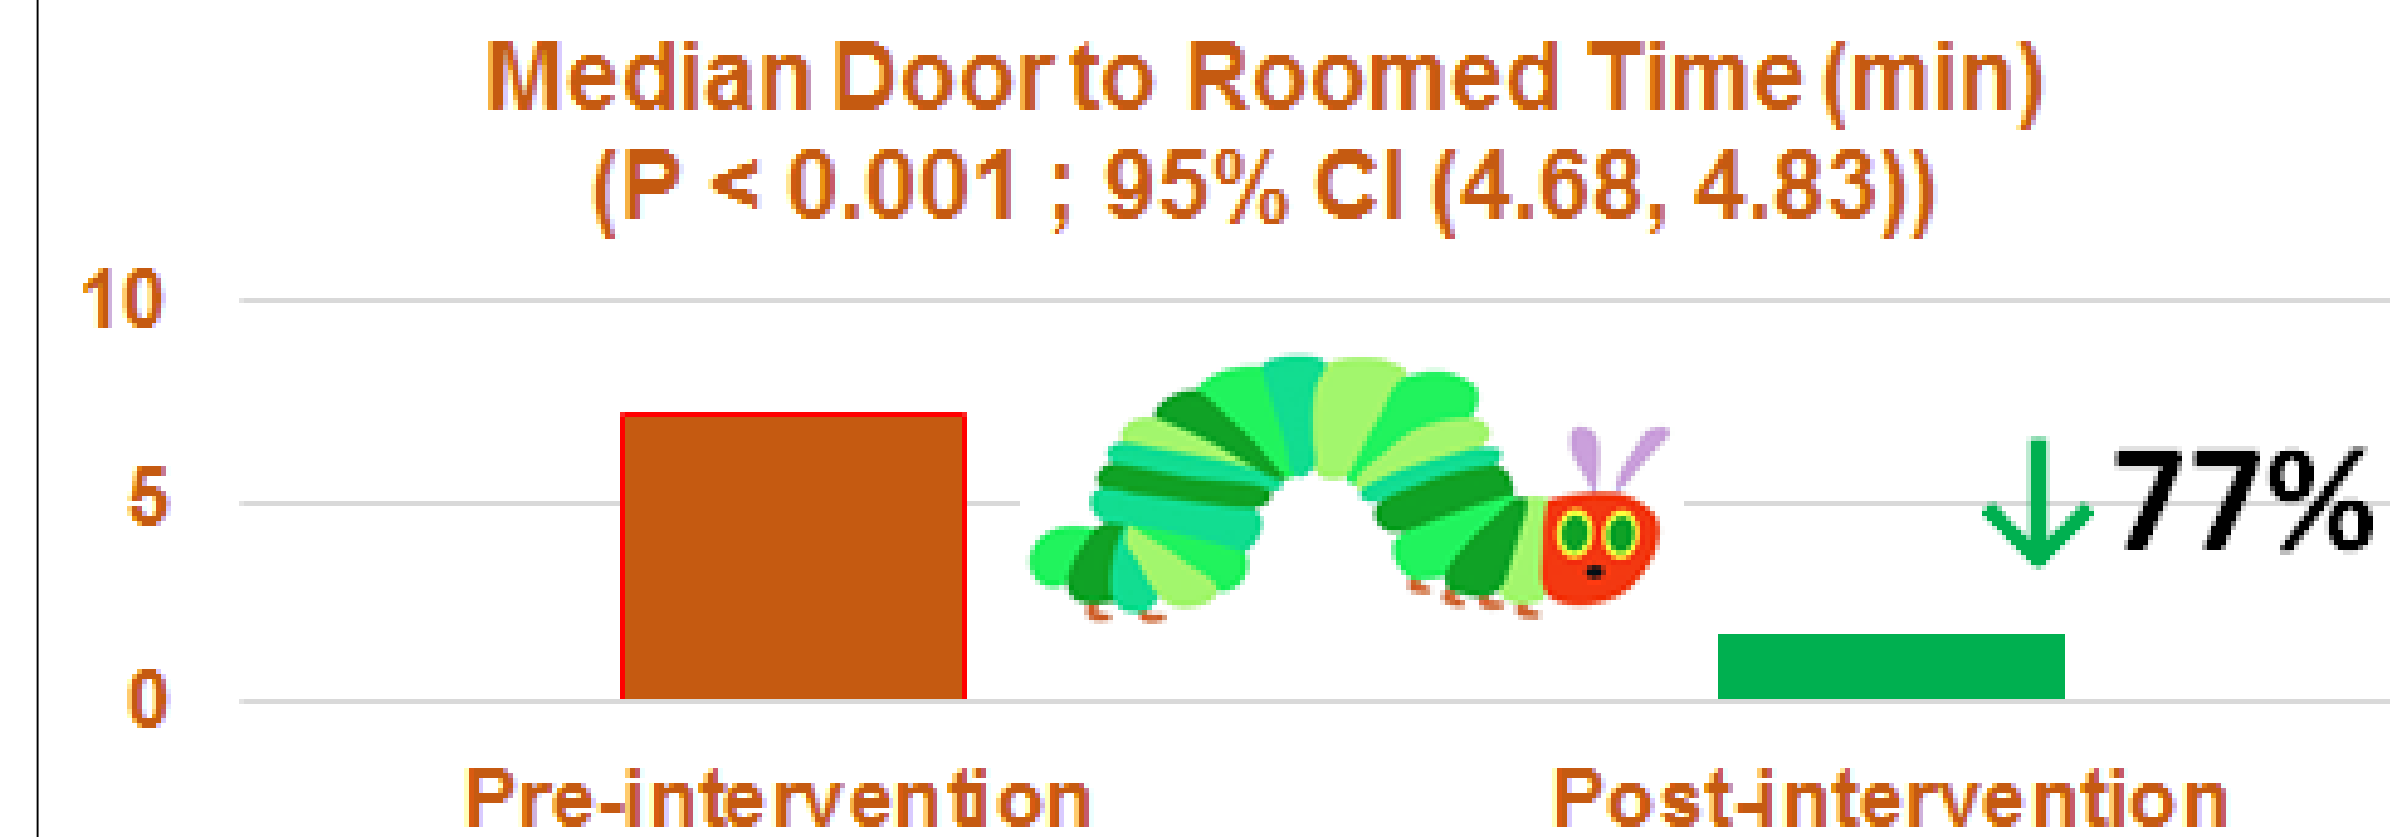 Median Door to Roomed Time (min)
(P < 0.001 ; 95% CI (4.68, 4.83))
10
5
0
77%
Pre-intervention
Post-intervention